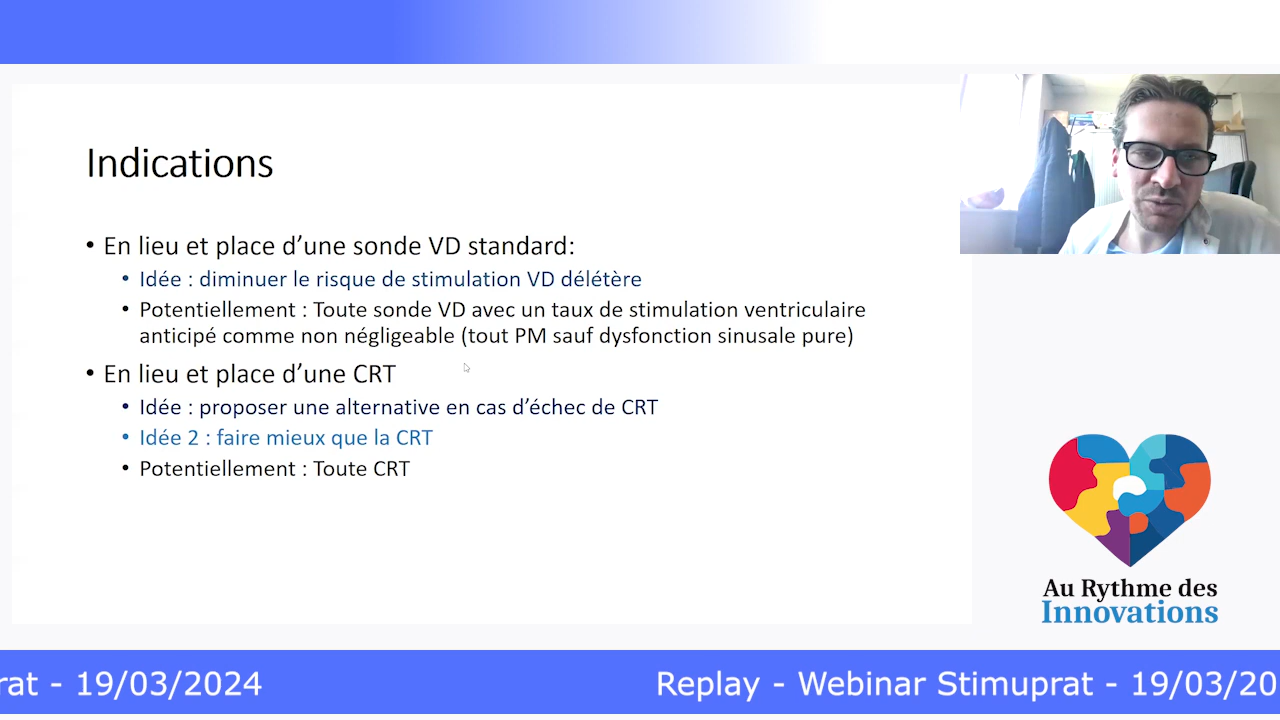 Indications
• En lieu et place d’une sonde VD standard:
• Idée : diminuer le risque de stimulation VD délétère
• Potentiellement : Toute sonde VD avec un taux de stimulation ventriculaire
anticipé comme non négligeable (tout PM sauf dysfonction sinusale pure)
• En lieu et place d’une CRT
• Idée : proposer une alternative en cas d’échec de CRT
• Idée 2 : faire mieux que la CRT
• Potentiellement : Toute CRT
Au Rythme des
Innovations
rat - 19/03/2024
Replay - Webinar Stimuprat - 19/03/20